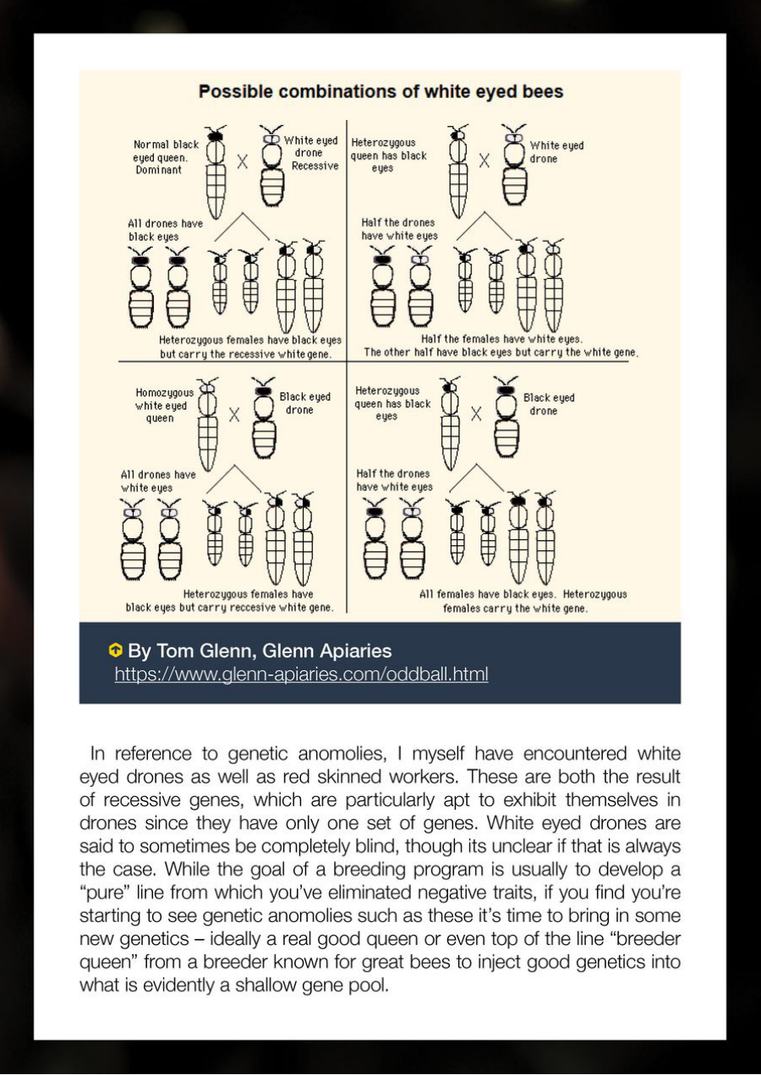 Possible combinations of white eyed bees
Normal black
eyed queen.
Dominant
X
White eyed
drone
Recessive
All drones have
black eyes
Heterozygous females have black eyes
but carry the recessive white gene.
Heterozygous
queen has black
eyes
X
White eyed
drone
Half the drones
have white eyes
Half the females have white eyes.
The other half have black eyes but carry the white gene.
Homozygous
white eyed
queen
X
Black eyed
drone
All drones have
white eyes
Heterozygous females have
black eyes but carry reccesive white gene.
Heterozygous
queen has black
eyes
X
Black eyed
drone
Half the drones
have white eyes
All females have black eyes. Heterozygous
females carry the white gene.
By Tom Glenn, Glenn Apiaries
https://www.glenn-apiaries.com/oddball.html
In reference to genetic anomolies, I myself have encountered white
eyed drones as well as red skinned workers. These are both the result
of recessive genes, which are particularly apt to exhibit themselves in
drones since they have only one set of genes. White eyed drones are
said to sometimes be completely blind, though its unclear if that is always
the case. While the goal of a breeding program is usually to develop a
“pure” line from which you’ve eliminated negative traits, if you find you’re
starting to see genetic anomolies such as these it’s time to bring in some
new genetics – ideally a real good queen or even top of the line “breeder
queen” from a breeder known for great bees to inject good genetics into
what is evidently a shallow gene pool.